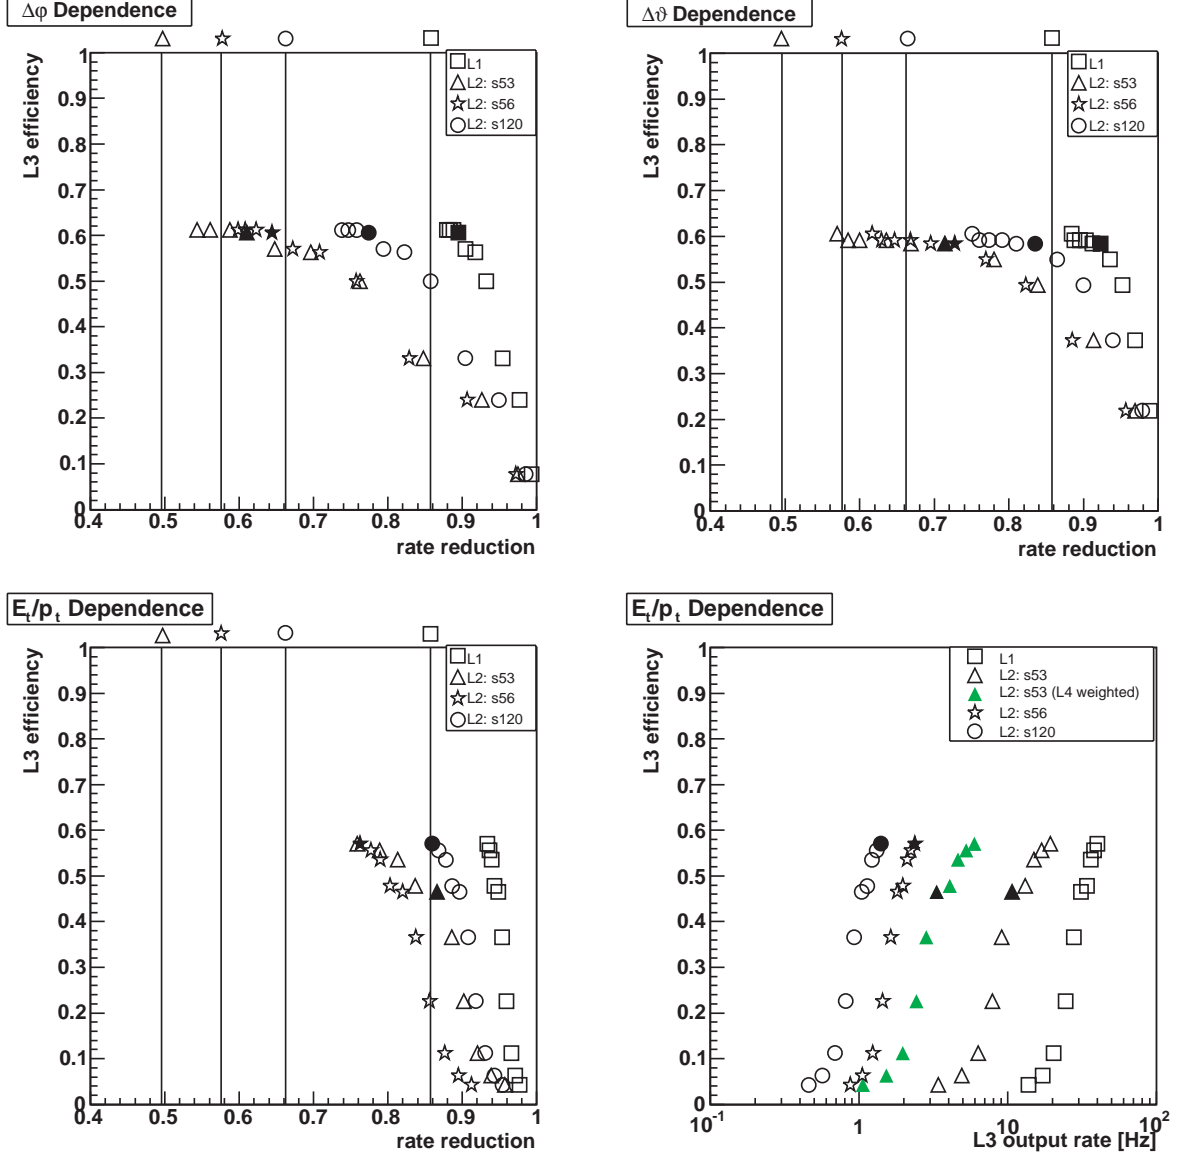 Δφ Dependence
L3 efficiency
1
0.9
0.8
0.7
0.6
0.5
0.4
0.3
0.2
0.1
0
0.4 0.5 0.6 0.7 0.8 0.9 1
rate reduction
L1
L2: s53
L2: s56
L2: s120
Δϑ Dependence
L3 efficiency
1
0.9
0.8
0.7
0.6
0.5
0.4
0.3
0.2
0.1
0
0.4 0.5 0.6 0.7 0.8 0.9 1
rate reduction
L1
L2: s53
L2: s56
L2: s120
Et/pt Dependence
L3 efficiency
1
0.9
0.8
0.7
0.6
0.5
0.4
0.3
0.2
0.1
0
0.4 0.5 0.6 0.7 0.8 0.9 1
rate reduction
L1
L2: s53
L2: s56
L2: s120
Et/pt Dependence
L3 efficiency
1
0.9
0.8
0.7
0.6
0.5
0.4
0.3
0.2
0.1
0
10⁻¹ 1 10 10²
L3 output rate [Hz]
L1
L2: s53
L2: s53 (L4 weighted)
L2: s56
L2: s120